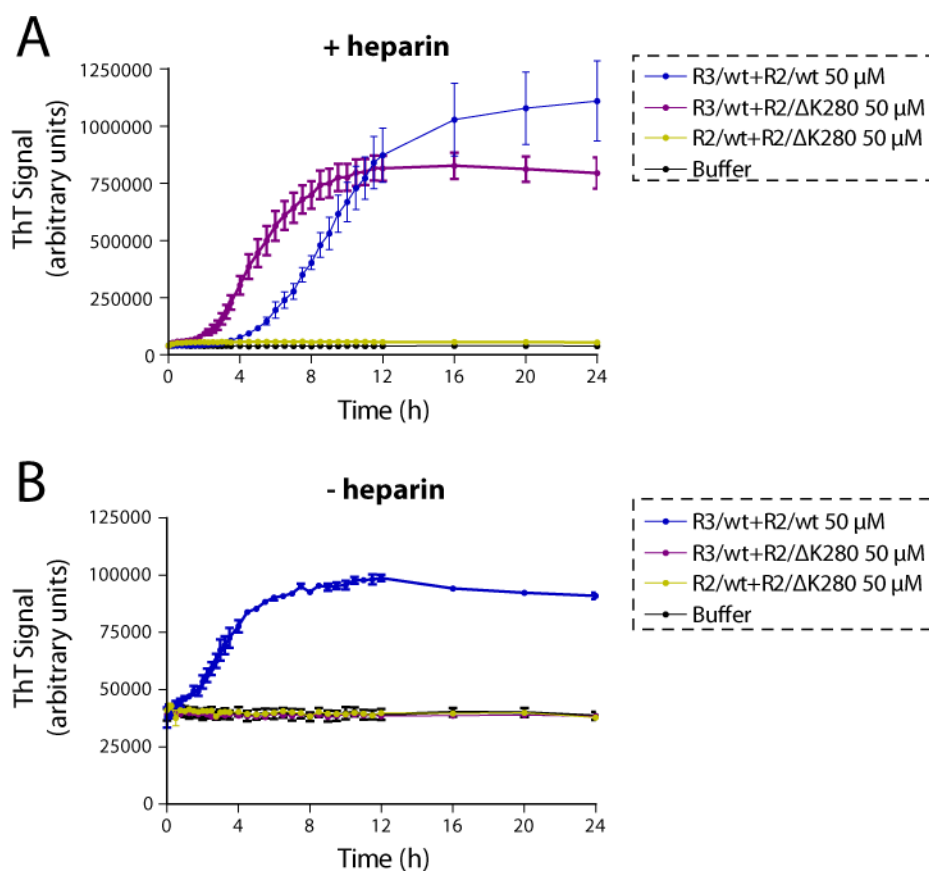 A
+ heparin
ThT Signal
(arbitrary units)
1250000
1000000
750000
500000
250000
0
0 4 8 12 16 20 24
Time (h)
R3/wt+R2/wt 50 μM
R3/wt+R2/ΔK280 50 μM
R2/wt+R2/ΔK280 50 μM
Buffer
B
- heparin
ThT Signal
(arbitrary units)
125000
100000
75000
50000
25000
0
0 4 8 12 16 20 24
Time (h)
R3/wt+R2/wt 50 μM
R3/wt+R2/ΔK280 50 μM
R2/wt+R2/ΔK280 50 μM
Buffer